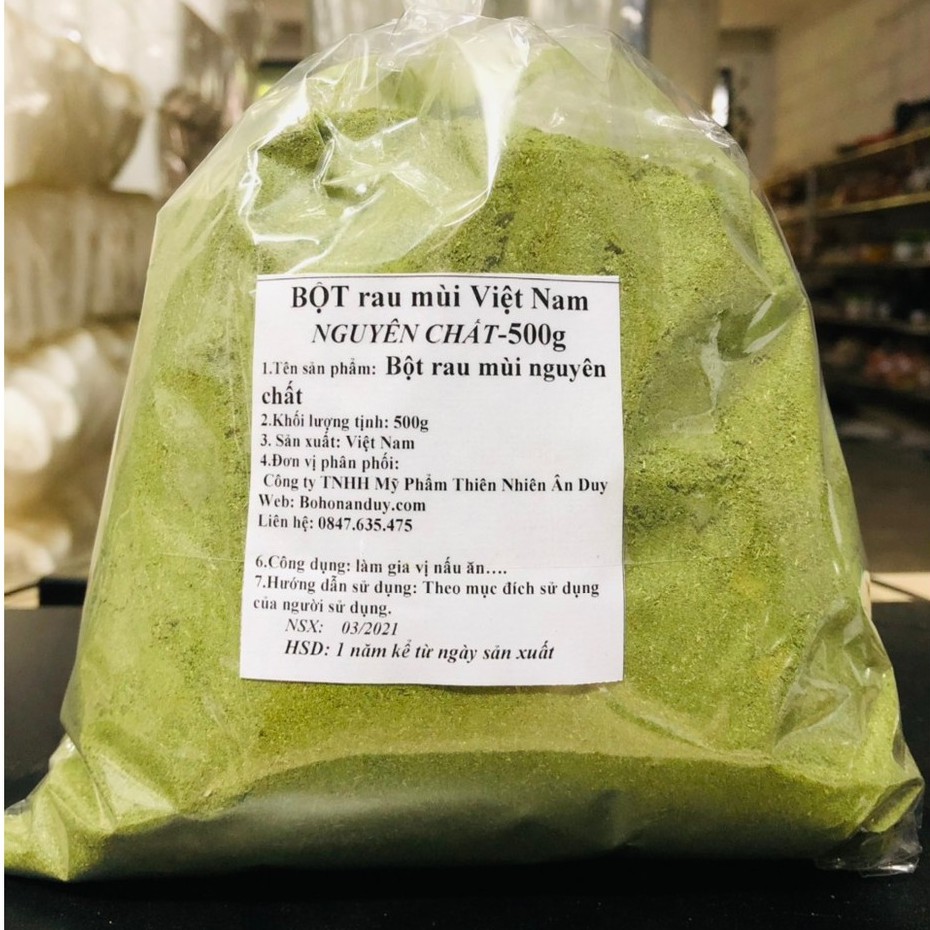 BỘT rau mùi Việt Nam
NGUYÊN CHẤT-500g
1.Tên sản phẩm: Bột rau mùi nguyên
chất
2.Khối lượng tịnh: 500g
3. Sản xuất: Việt Nam
4.Đơn vị phân phối:
Công ty TNHH Mỹ Phẩm Thiên Nhiên Ân Duy
Web: Bohonanduy.com
Liên hệ: 0847.635.475
6.Công dụng: làm gia vị nấu ăn….
7.Hướng dẫn sử dụng: Theo mục đích sử dụng
của người sử dụng.
NSX: 03/2021
HSD: 1 năm kể từ ngày sản xuất